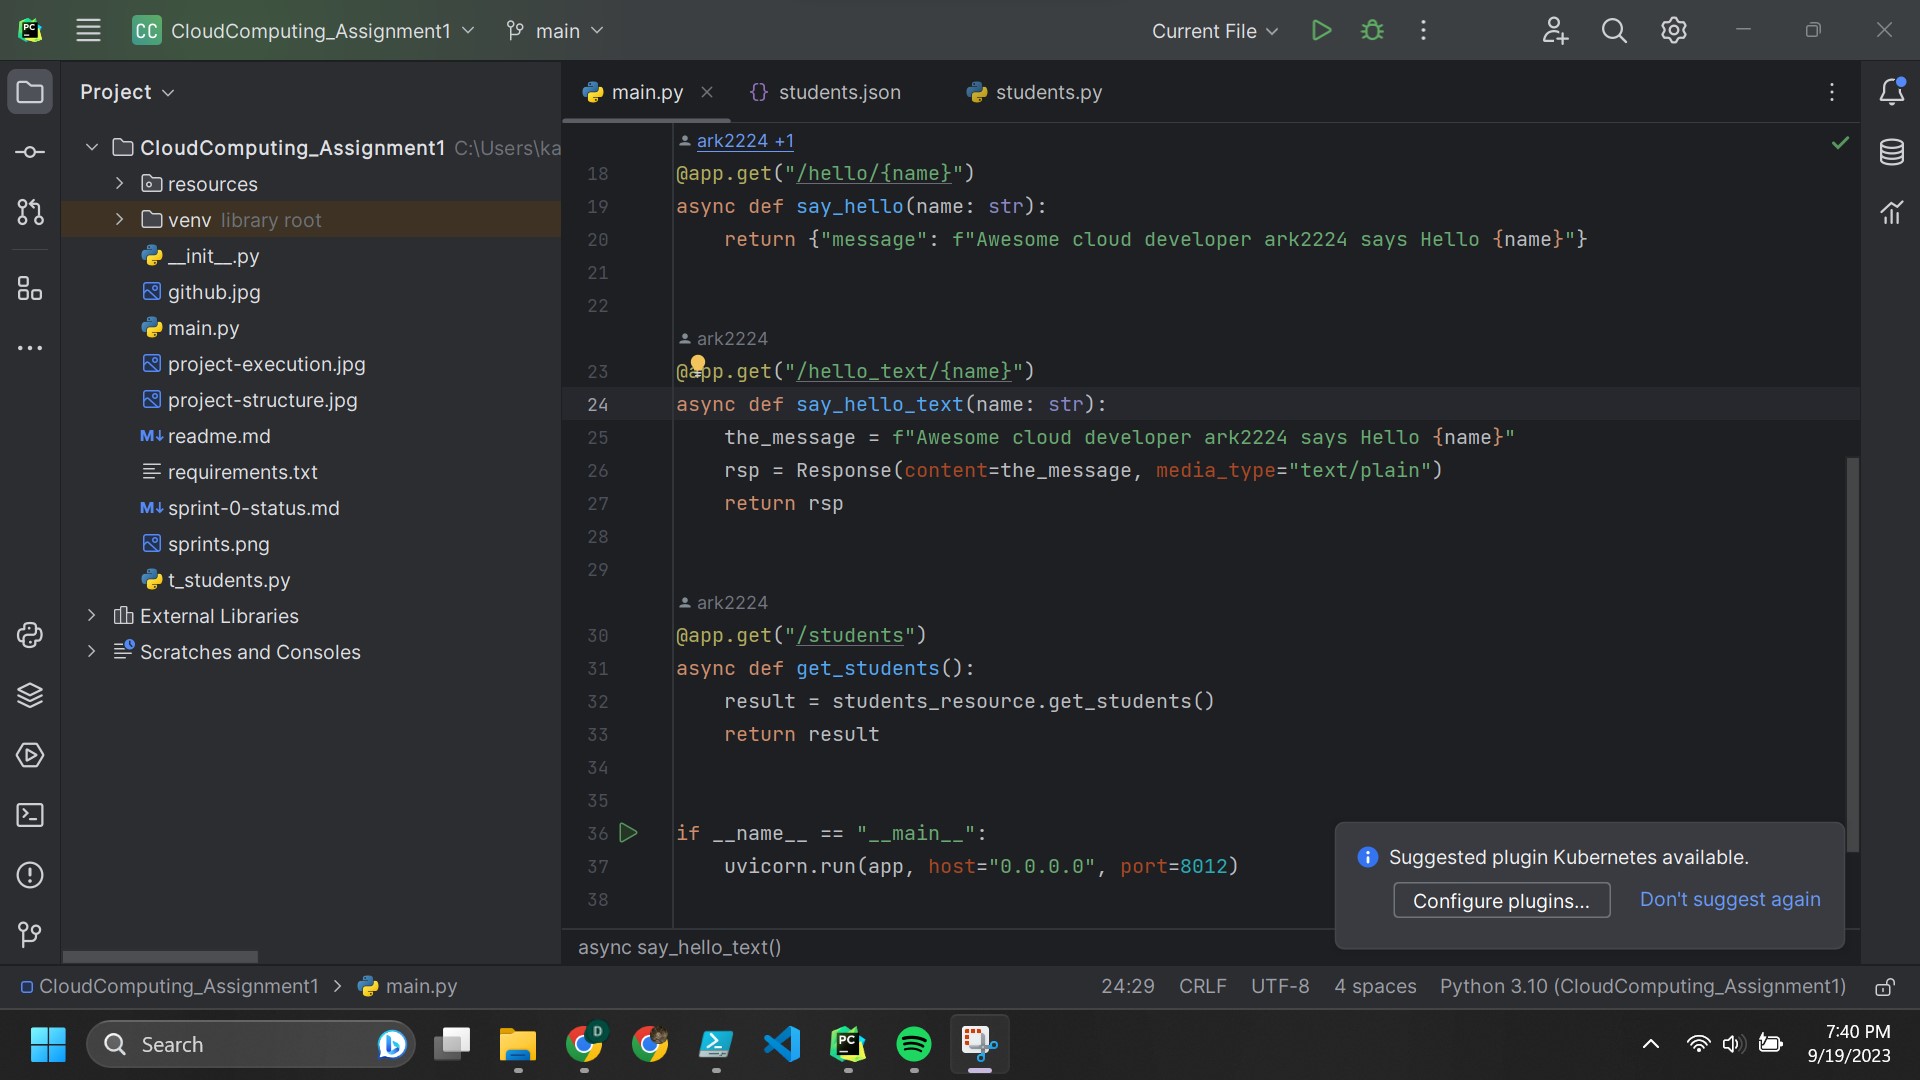 PC
CC CloudComputing_Assignment1 main Current File
Project
main.py students.json students.py
CloudComputing_Assignment1 C:\Users\ka
resources
venv library root
__init__.py
github.jpg
main.py
project-execution.jpg
project-structure.jpg
M↓ readme.md
requirements.txt
M↓ sprint-0-status.md
sprints.png
t_students.py
External Libraries
Scratches and Consoles
ark2224 +1
18 @app.get("/hello/{name}")
19 async def say_hello(name: str):
20 return {"message": f"Awesome cloud developer ark2224 says Hello {name}"}
21
22
ark2224
23 @app.get("/hello_text/{name}")
24 async def say_hello_text(name: str):
25 the_message = f"Awesome cloud developer ark2224 says Hello {name}"
26 rsp = Response(content=the_message, media_type="text/plain")
27 return rsp
28
29
ark2224
30 @app.get("/students")
31 async def get_students():
32 result = students_resource.get_students()
33 return result
34
35
36 if __name__ == "__main__":
37 uvicorn.run(app, host="0.0.0.0", port=8012)
38
Suggested plugin Kubernetes available.
Configure plugins... Don't suggest again
async say_hello_text()
CloudComputing_Assignment1 > main.py 24:29 CRLF UTF-8 4 spaces Python 3.10 (CloudComputing_Assignment1)
Search D PC 7:40 PM
9/19/2023